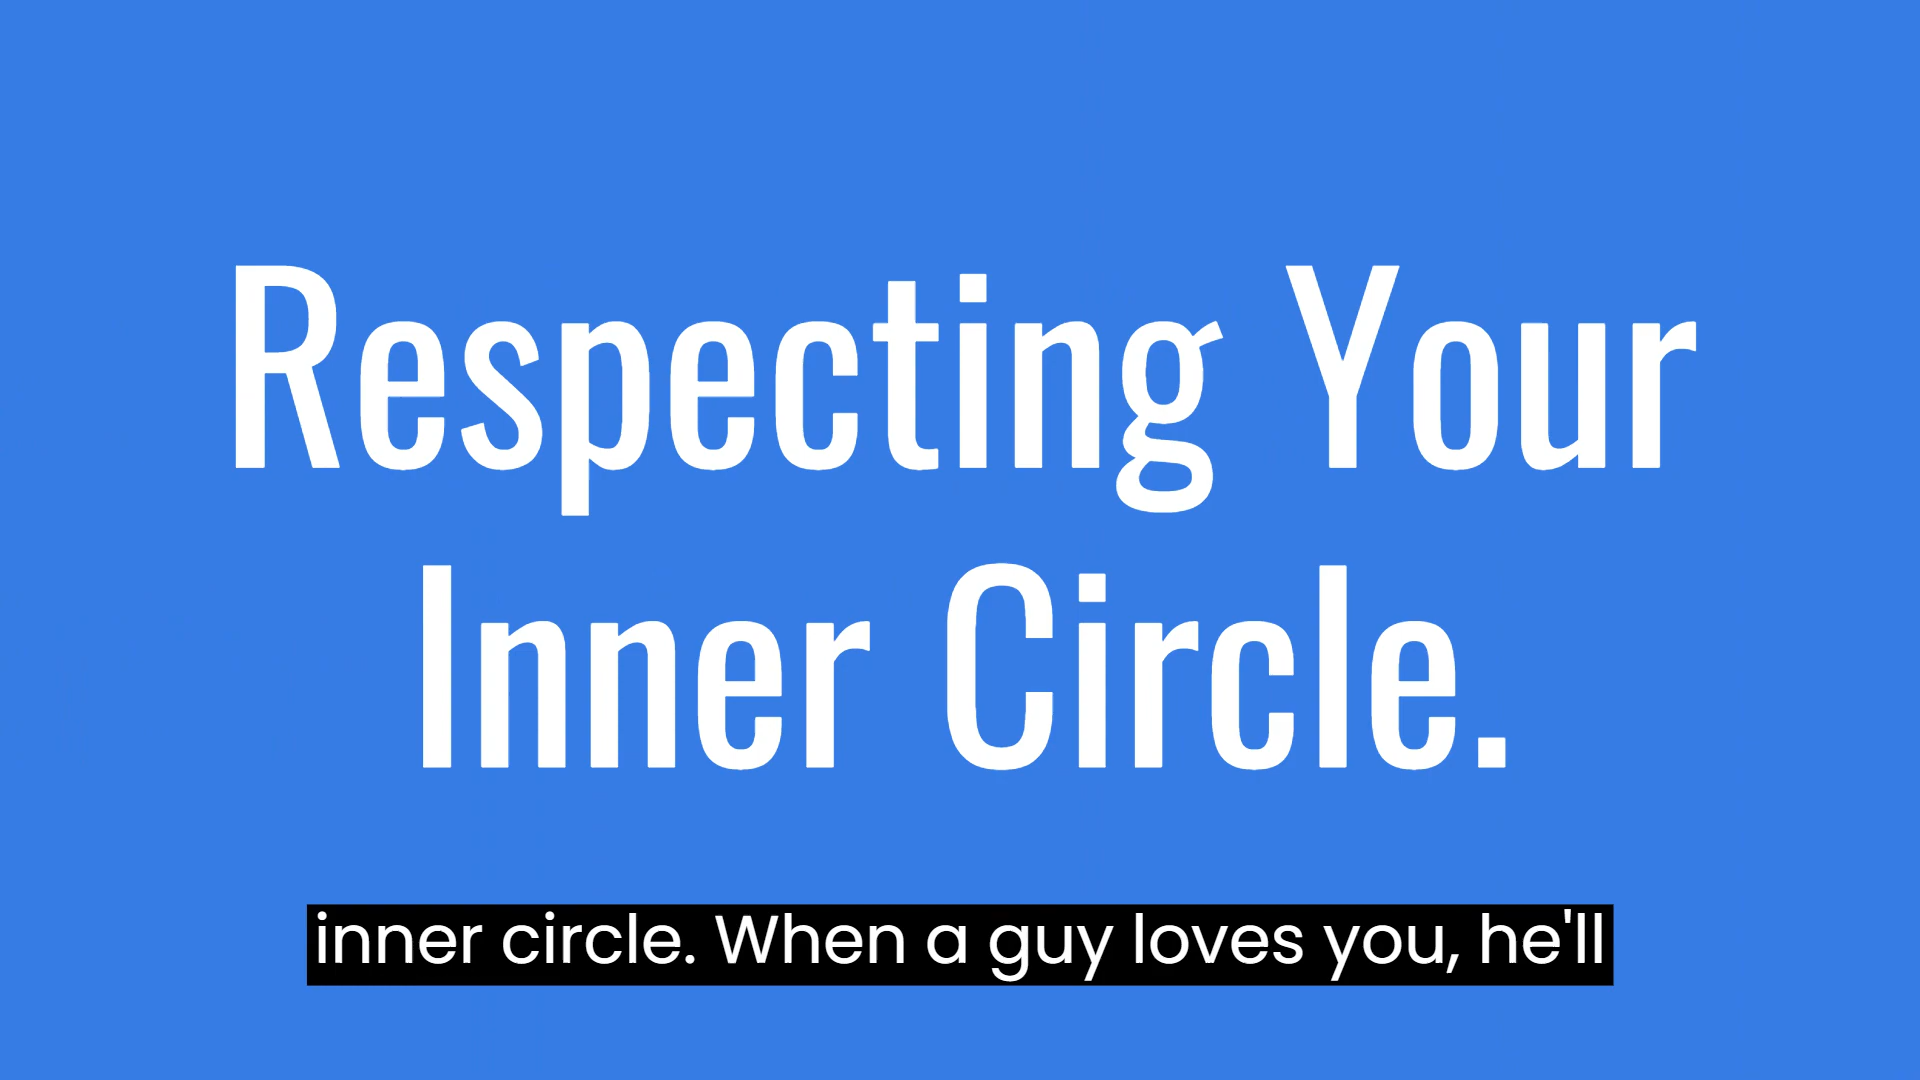 Respecting Your
Inner Circle.
inner circle. When a guy loves you, he'll